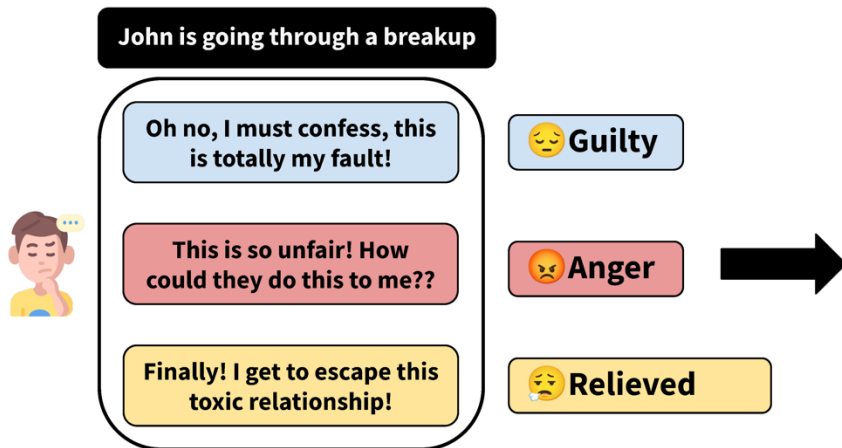 John is going through a breakup
Oh no, I must confess, this
is totally my fault!
Guilty
This is so unfair! How
could they do this to me??
Anger
Finally! I get to escape this
toxic relationship!
Relieved